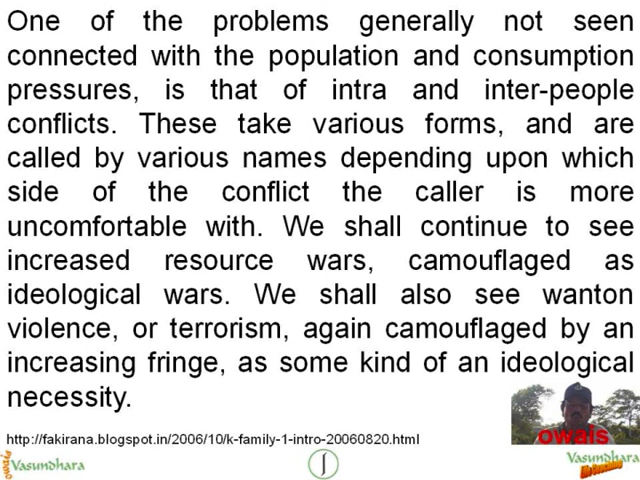 One of the problems generally not seen
connected with the population and consumption
pressures, is that of intra and inter-people
conflicts. These take various forms, and are
called by various names depending upon which
side of the conflict the caller is more
uncomfortable with. We shall continue to see
increased resource wars, camouflaged as
ideological wars. We shall also see wanton
violence, or terrorism, again camouflaged by an
increasing fringe, as some kind of an ideological
necessity.
owais
http://fakirana.blogspot.in/2006/10/k-family-1-intro-20060820.html
owais Vasundhara
Vasundhara
Life Coaching